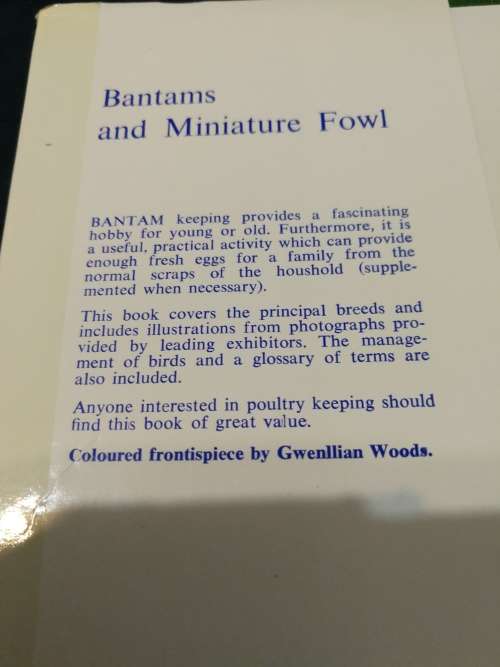 Bantams
and Miniature Fowl
BANTAM keeping provides a fascinating
hobby for young or old. Furthermore, it is
a useful, practical activity which can provide
enough fresh eggs for a family from the
normal scraps of the houshold (supple-
mented when necessary).
This book covers the principal breeds and
includes illustrations from photographs pro-
vided by leading exhibitors. The manage-
ment of birds and a glossary of terms are
also included.
Anyone interested in poultry keeping should
find this book of great value.
Coloured frontispiece by Gwenllian Woods.